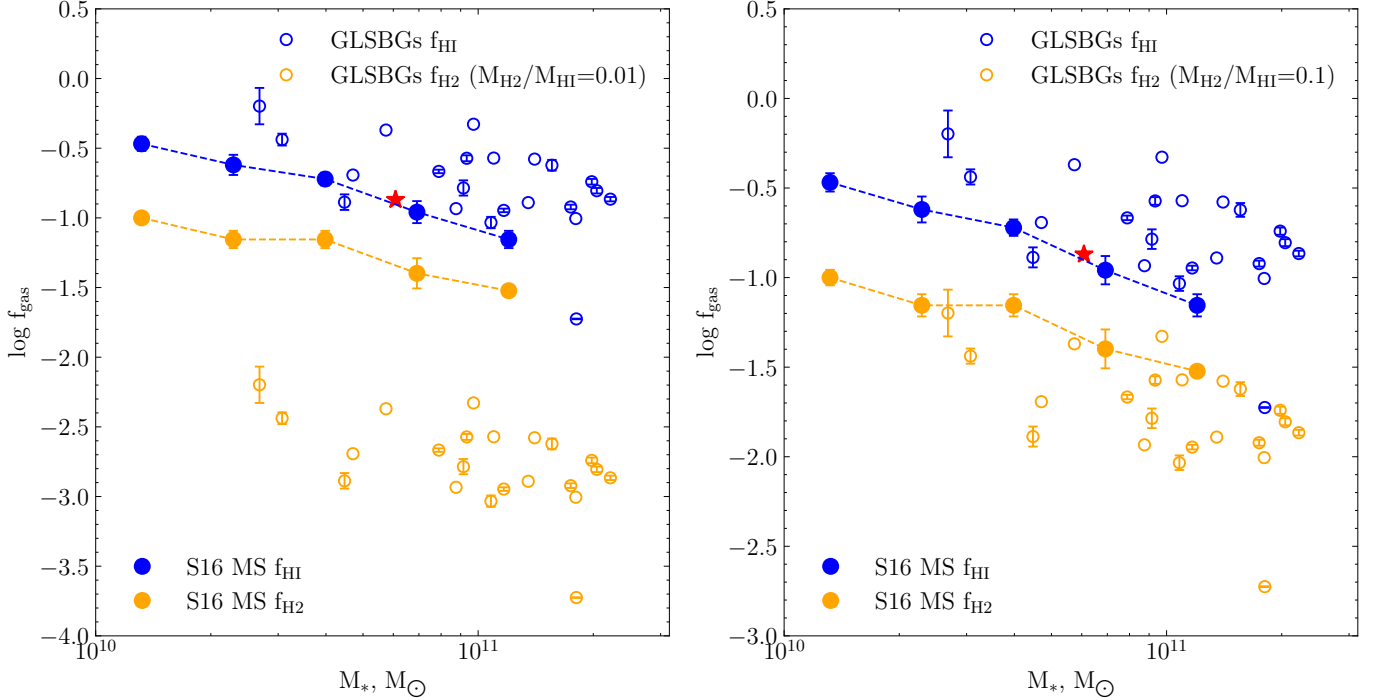 0.5
0.0
−0.5
−1.0
−1.5
−2.0
−2.5
−3.0
−3.5
−4.0
log f_gas
GLSBGs f_HI
GLSBGs f_H2 (M_H2/M_HI=0.01)
S16 MS f_HI
S16 MS f_H2
10^10
10^11
M_*, M_⨀
0.5
0.0
−0.5
−1.0
−1.5
−2.0
−2.5
−3.0
log f_gas
GLSBGs f_HI
GLSBGs f_H2 (M_H2/M_HI=0.1)
S16 MS f_HI
S16 MS f_H2
10^10
10^11
M_*, M_⨀